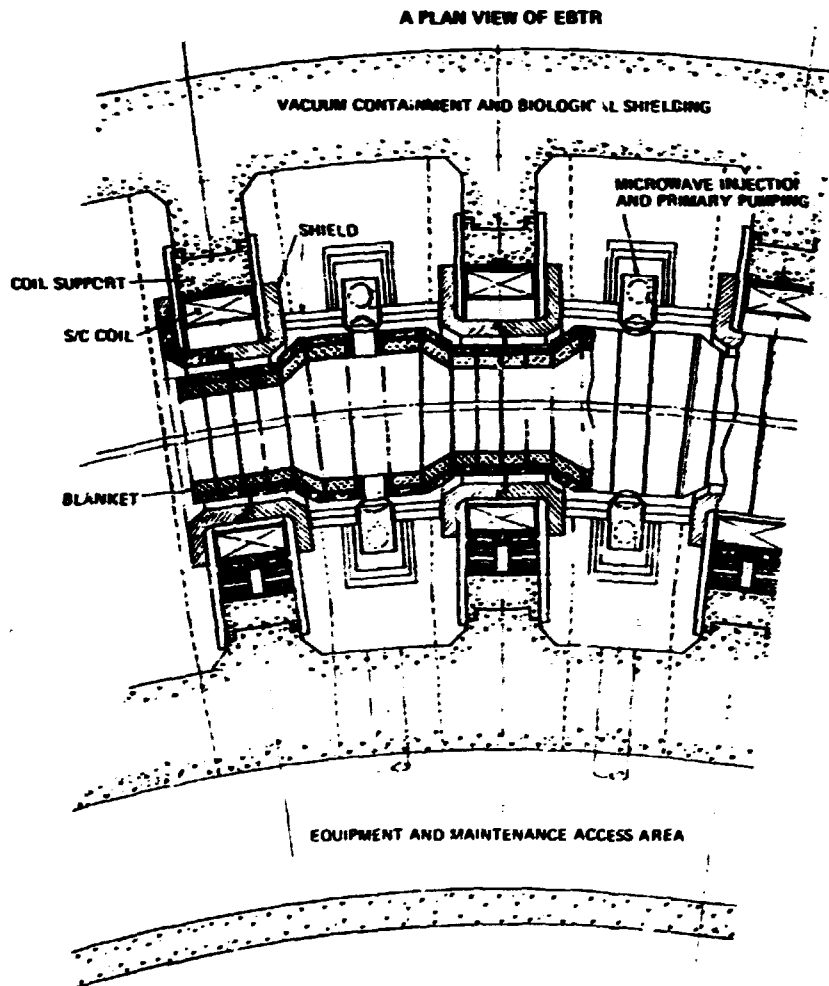 A PLAN VIEW OF EBTR
VACUUM CONTAINMENT AND BIOLOGICAL SHIELDING
MICROWAVE INJECTION
AND PRIMARY PUMPING
SHIELD
COIL SUPPORT
S/C COIL
BLANKET
EQUIPMENT AND MAINTENANCE ACCESS AREA